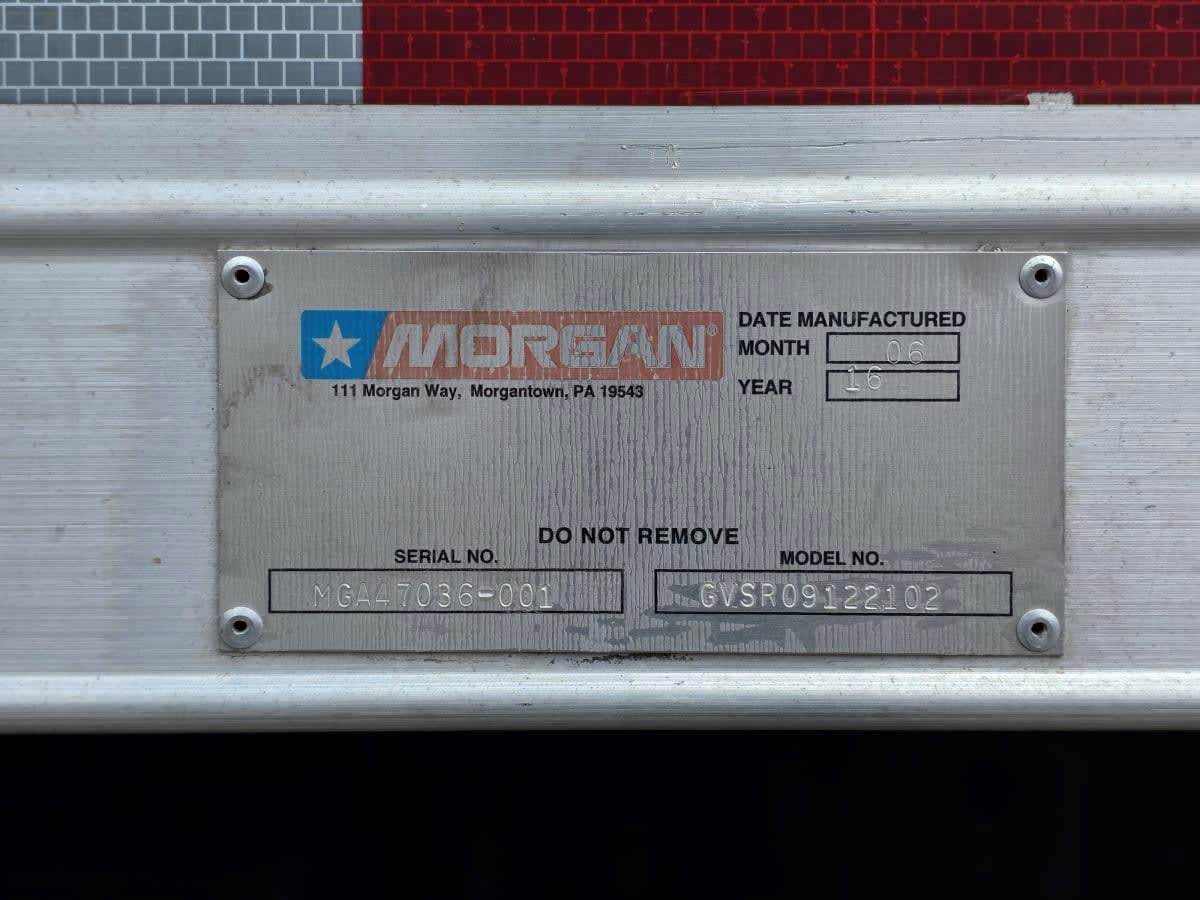 MORGAN®
111 Morgan Way, Morgantown, PA 19543
DATE MANUFACTURED
MONTH 06
YEAR 16
DO NOT REMOVE
SERIAL NO.
MGA47036-001
MODEL NO.
GVSR09122102